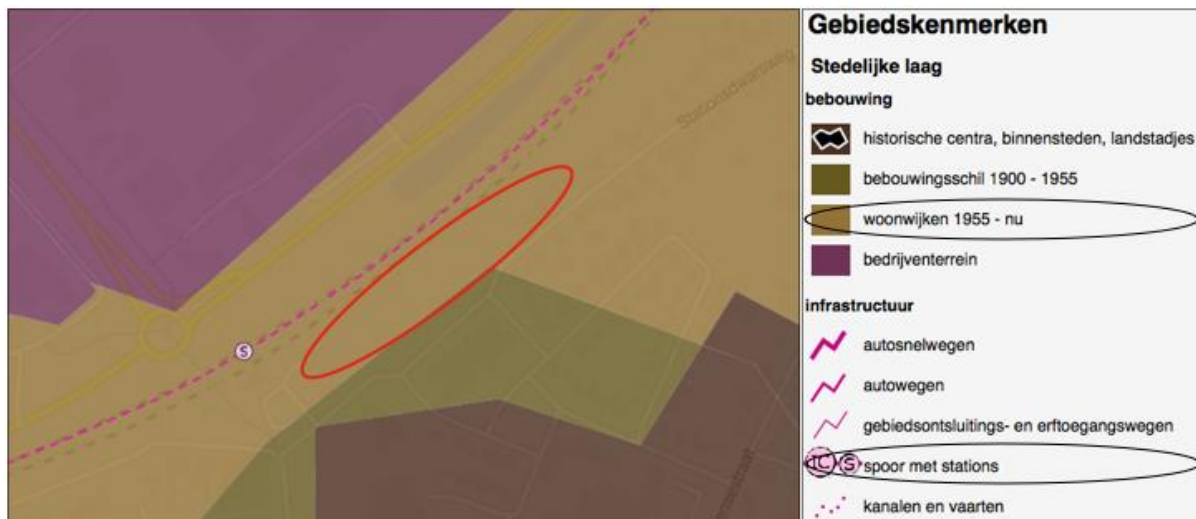 Gebiedskenmerken
Stedelijke laag
bebouwing
historische centra, binnensteden, landstadjes
bebouwingsschil 1900 - 1955
woonwijken 1955 - nu
bedrijventerrein
infrastructuur
autosnelwegen
autowegen
gebiedsontsluitings- en erftoegangswegen
IC S spoor met stations
kanalen en vaarten
Stationsdwarsweg
S